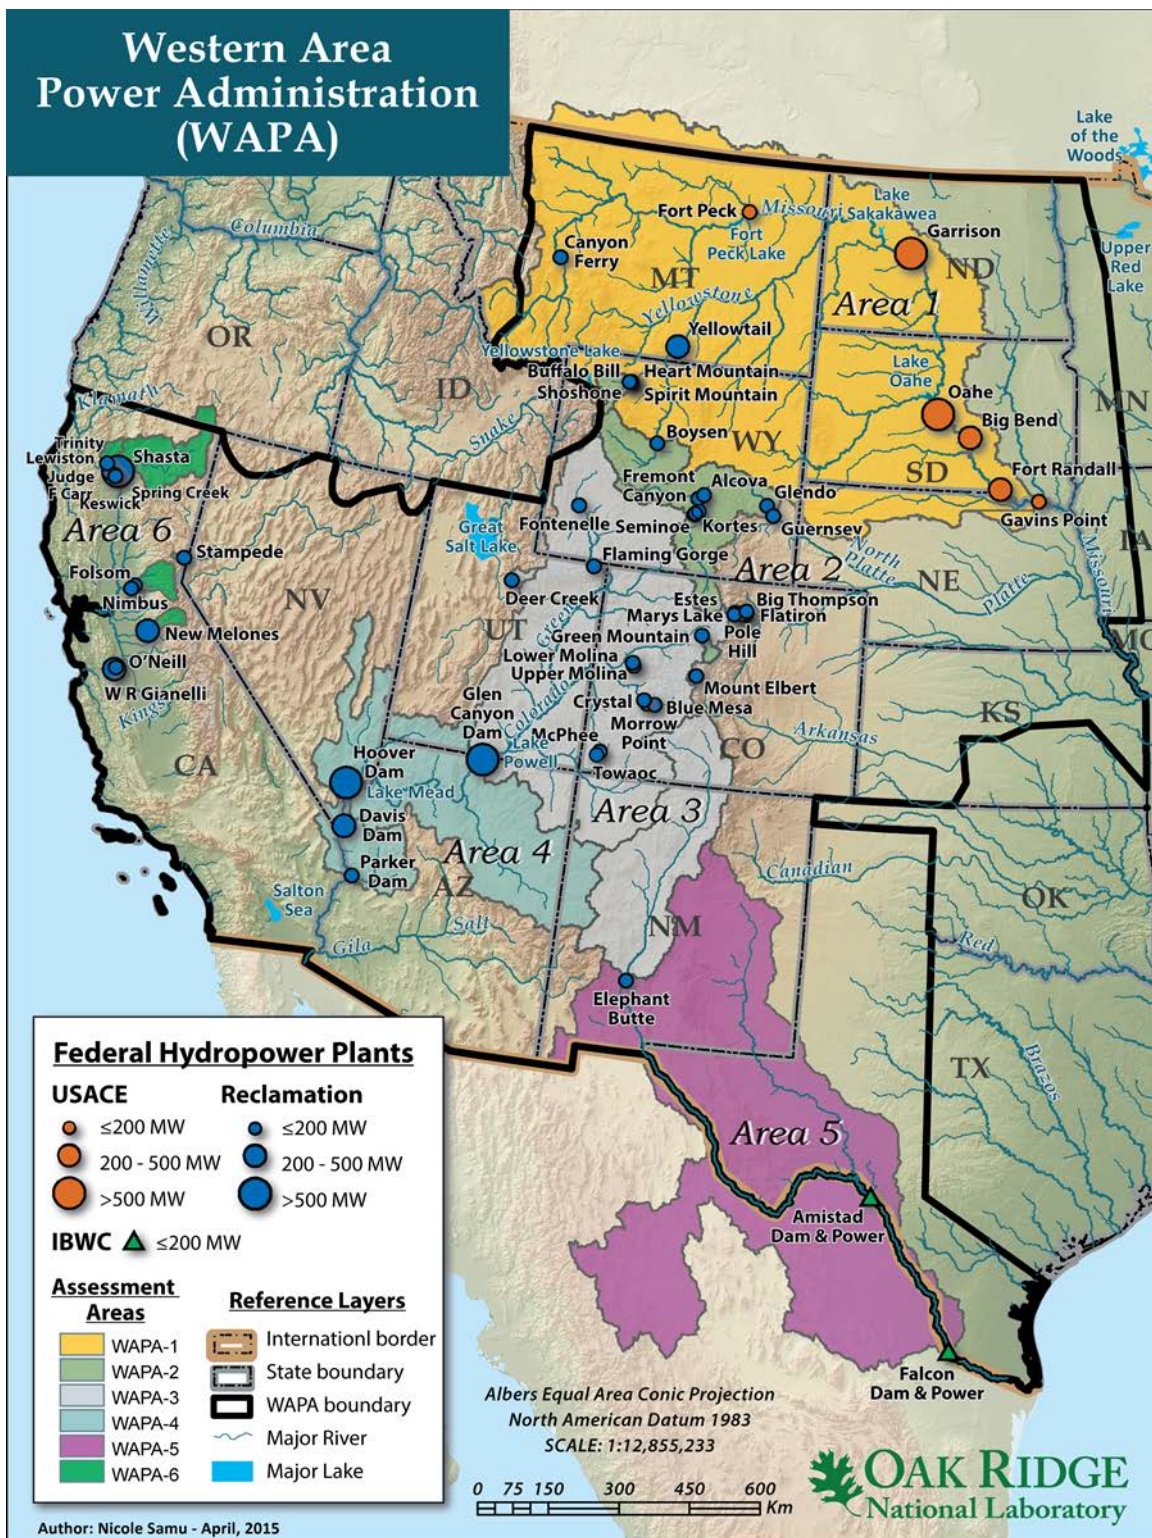 Western Area
Power Administration
(WAPA)
Lake
of the
Woods
Columbia
Willamette
Fort Peck
Missouri
Lake
Sakakawea
Fort
Peck Lake
Garrison
Upper
Red
Lake
Canyon
Ferry
MT
ND
Area 1
Yellowstone
OR
Yellowtail
Yellowstone Lake
Buffalo Bill
Heart Mountain
Shoshone
Spirit Mountain
Lake
Oahe
Oahe
ID
Klamath
MN
Snake
Boysen
WY
Big Bend
Trinity
Lewiston
Judge
F Carr
Shasta
Spring Creek
Keswick
SD
Fort Randall
Fremont
Canyon
Alcova
Glendo
Gavins Point
Area 6
Great
Salt Lake
Fontenelle
Seminoe
Kortes
Guernsev
Missouri
IA
Stampede
Flaming Gorge
North
Platte
Area 2
NE
Platte
Folsom
Nimbus
NV
Deer Creek
UT
Green
Estes
Marys Lake
Big Thompson
Flatiron
Pole
Hill
New Melones
Green Mountain
MO
O'Neill
W R Gianelli
Lower Molina
Upper Molina
Mount Elbert
Kings
Glen
Canyon
Dam
Colorado
Crystal
Blue Mesa
Morrow
Point
KS
Arkansas
McPhee
Lake
Powell
Towaoc
CO
CA
Hoover
Dam
Lake Mead
Area 3
Davis
Dam
Area 4
Parker
Dam
AZ
Canadian
OK
Salton
Sea
Salt
NM
Red
Gila
Elephant
Butte
TX
Brazos
Area 5
Amistad
Dam & Power
Falcon
Dam & Power
Federal Hydropower Plants
USACE
Reclamation
≤200 MW
≤200 MW
200 - 500 MW
200 - 500 MW
>500 MW
>500 MW
IBWC
≤200 MW
Assessment
Areas
WAPA-1
WAPA-2
WAPA-3
WAPA-4
WAPA-5
WAPA-6
Reference Layers
Internationl border
State boundary
WAPA boundary
Major River
Major Lake
Albers Equal Area Conic Projection
North American Datum 1983
SCALE: 1:12,855,233
0 75 150 300 450 600
Km
OAK RIDGE
National Laboratory
Author: Nicole Samu - April, 2015